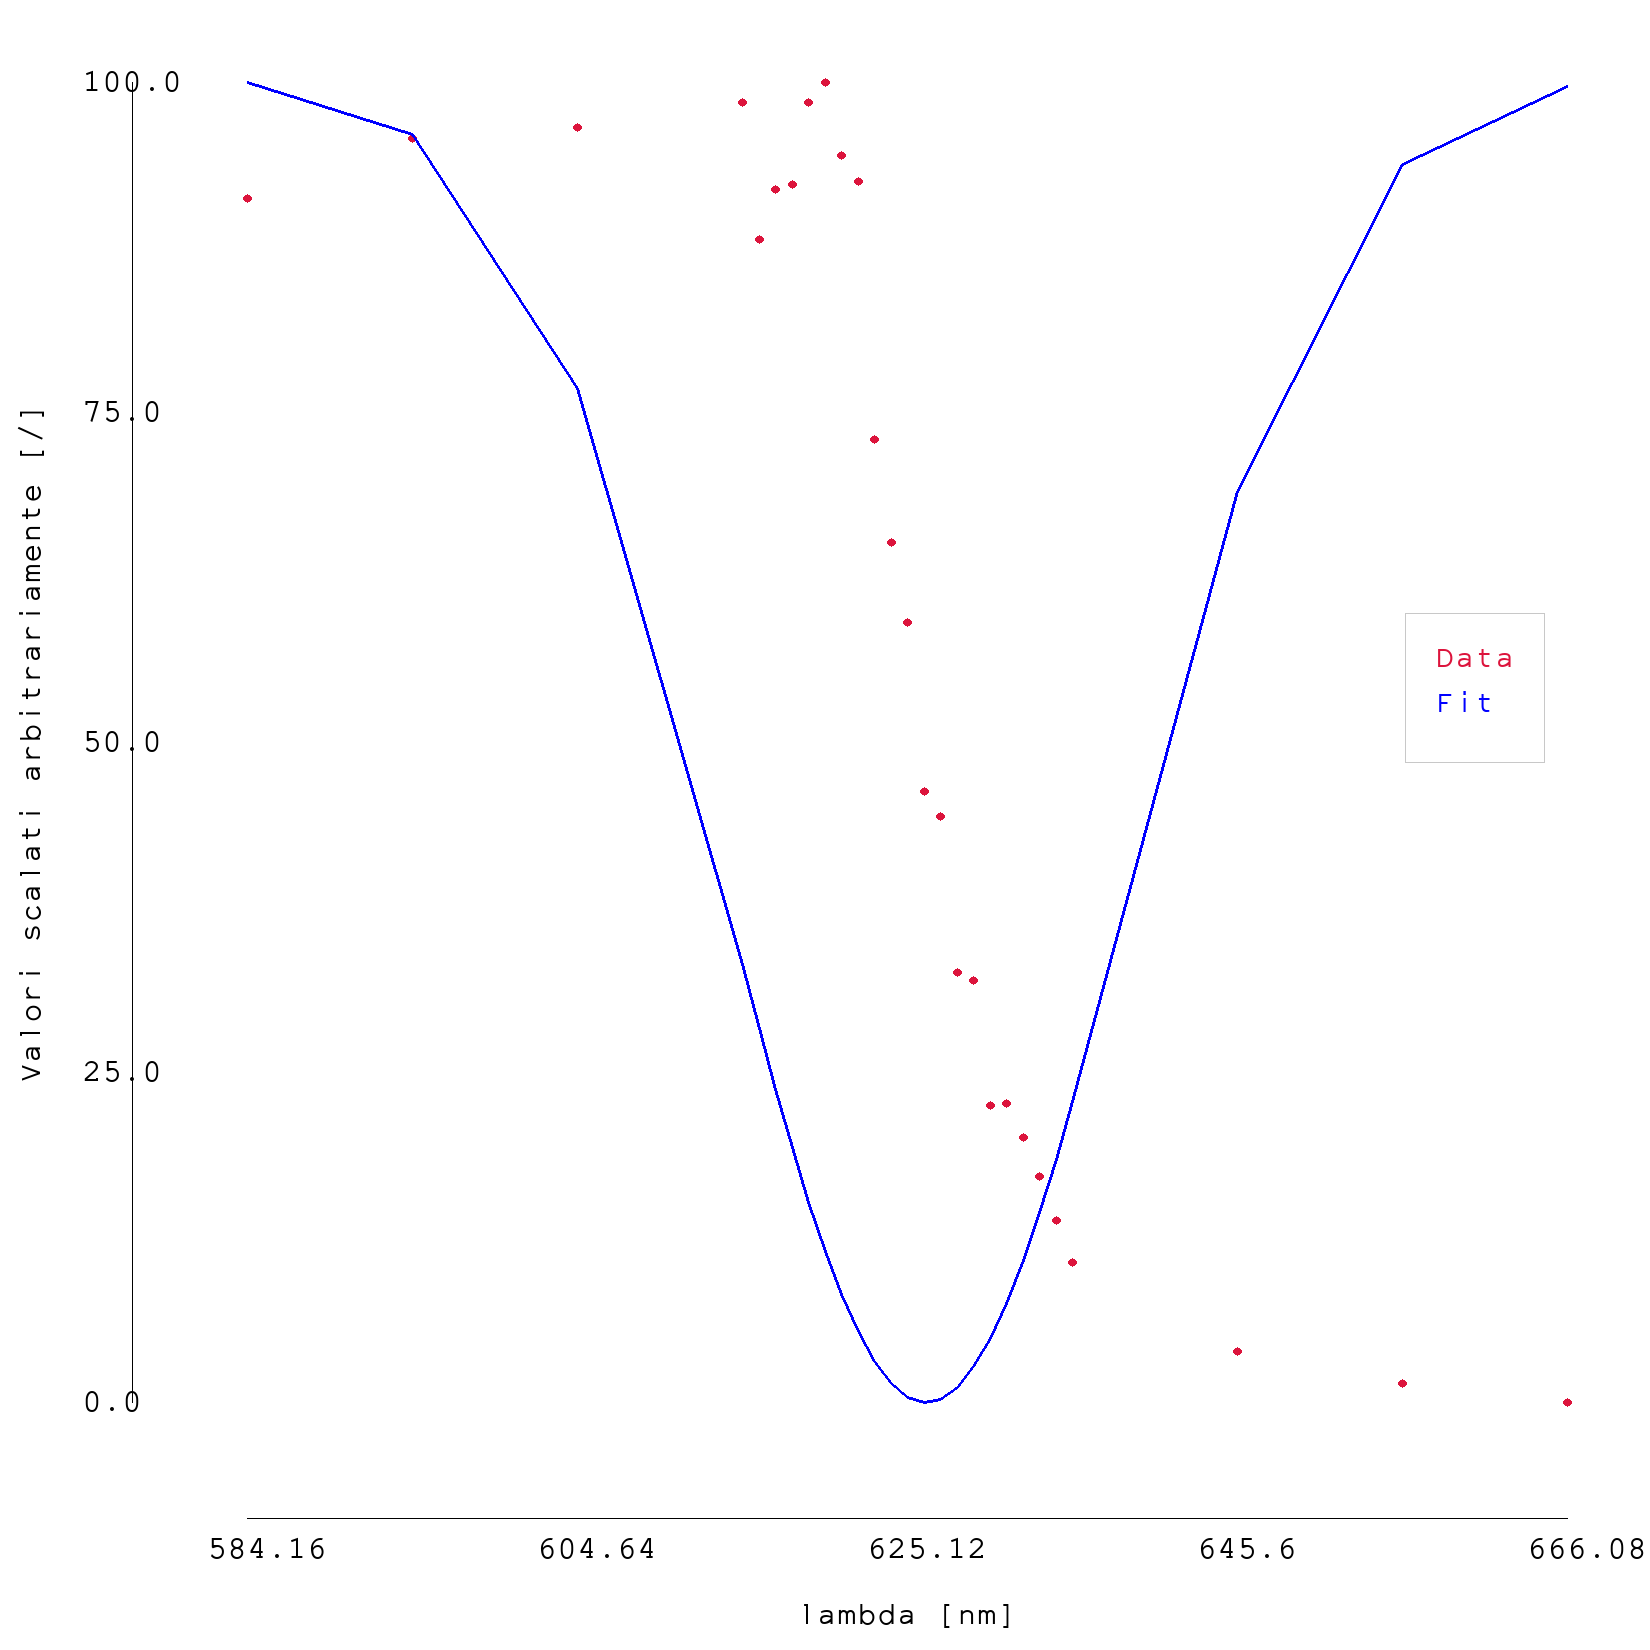 100.0
75.0
50.0
25.0
0.0
Valori scalati arbitrariamente [/]
Data
Fit
584.16 604.64 625.12 645.6 666.08
lambda [nm]